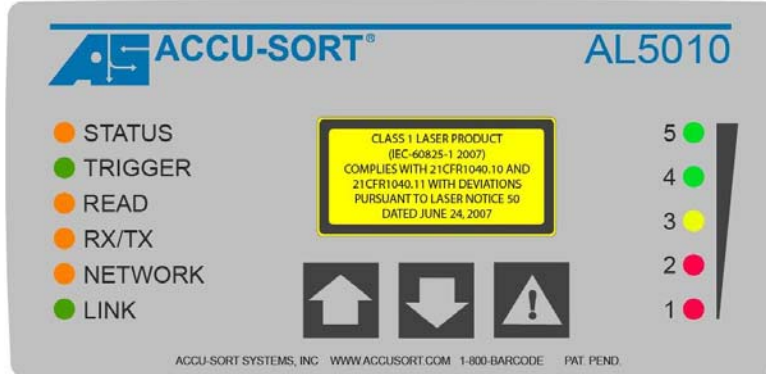 AS ACCU-SORT®
AL5010
STATUS
TRIGGER
READ
RX/TX
NETWORK
LINK
CLASS 1 LASER PRODUCT
(IEC-60825-1 2007)
COMPLIES WITH 21CFR1040.10 AND
21CFR1040.11 WITH DEVIATIONS
PURSUANT TO LASER NOTICE 50
DATED JUNE 24, 2007
5
4
3
2
1
!
ACCU-SORT SYSTEMS, INC WWW.ACCUSORT.COM 1-800-BARCODE PAT. PEND.